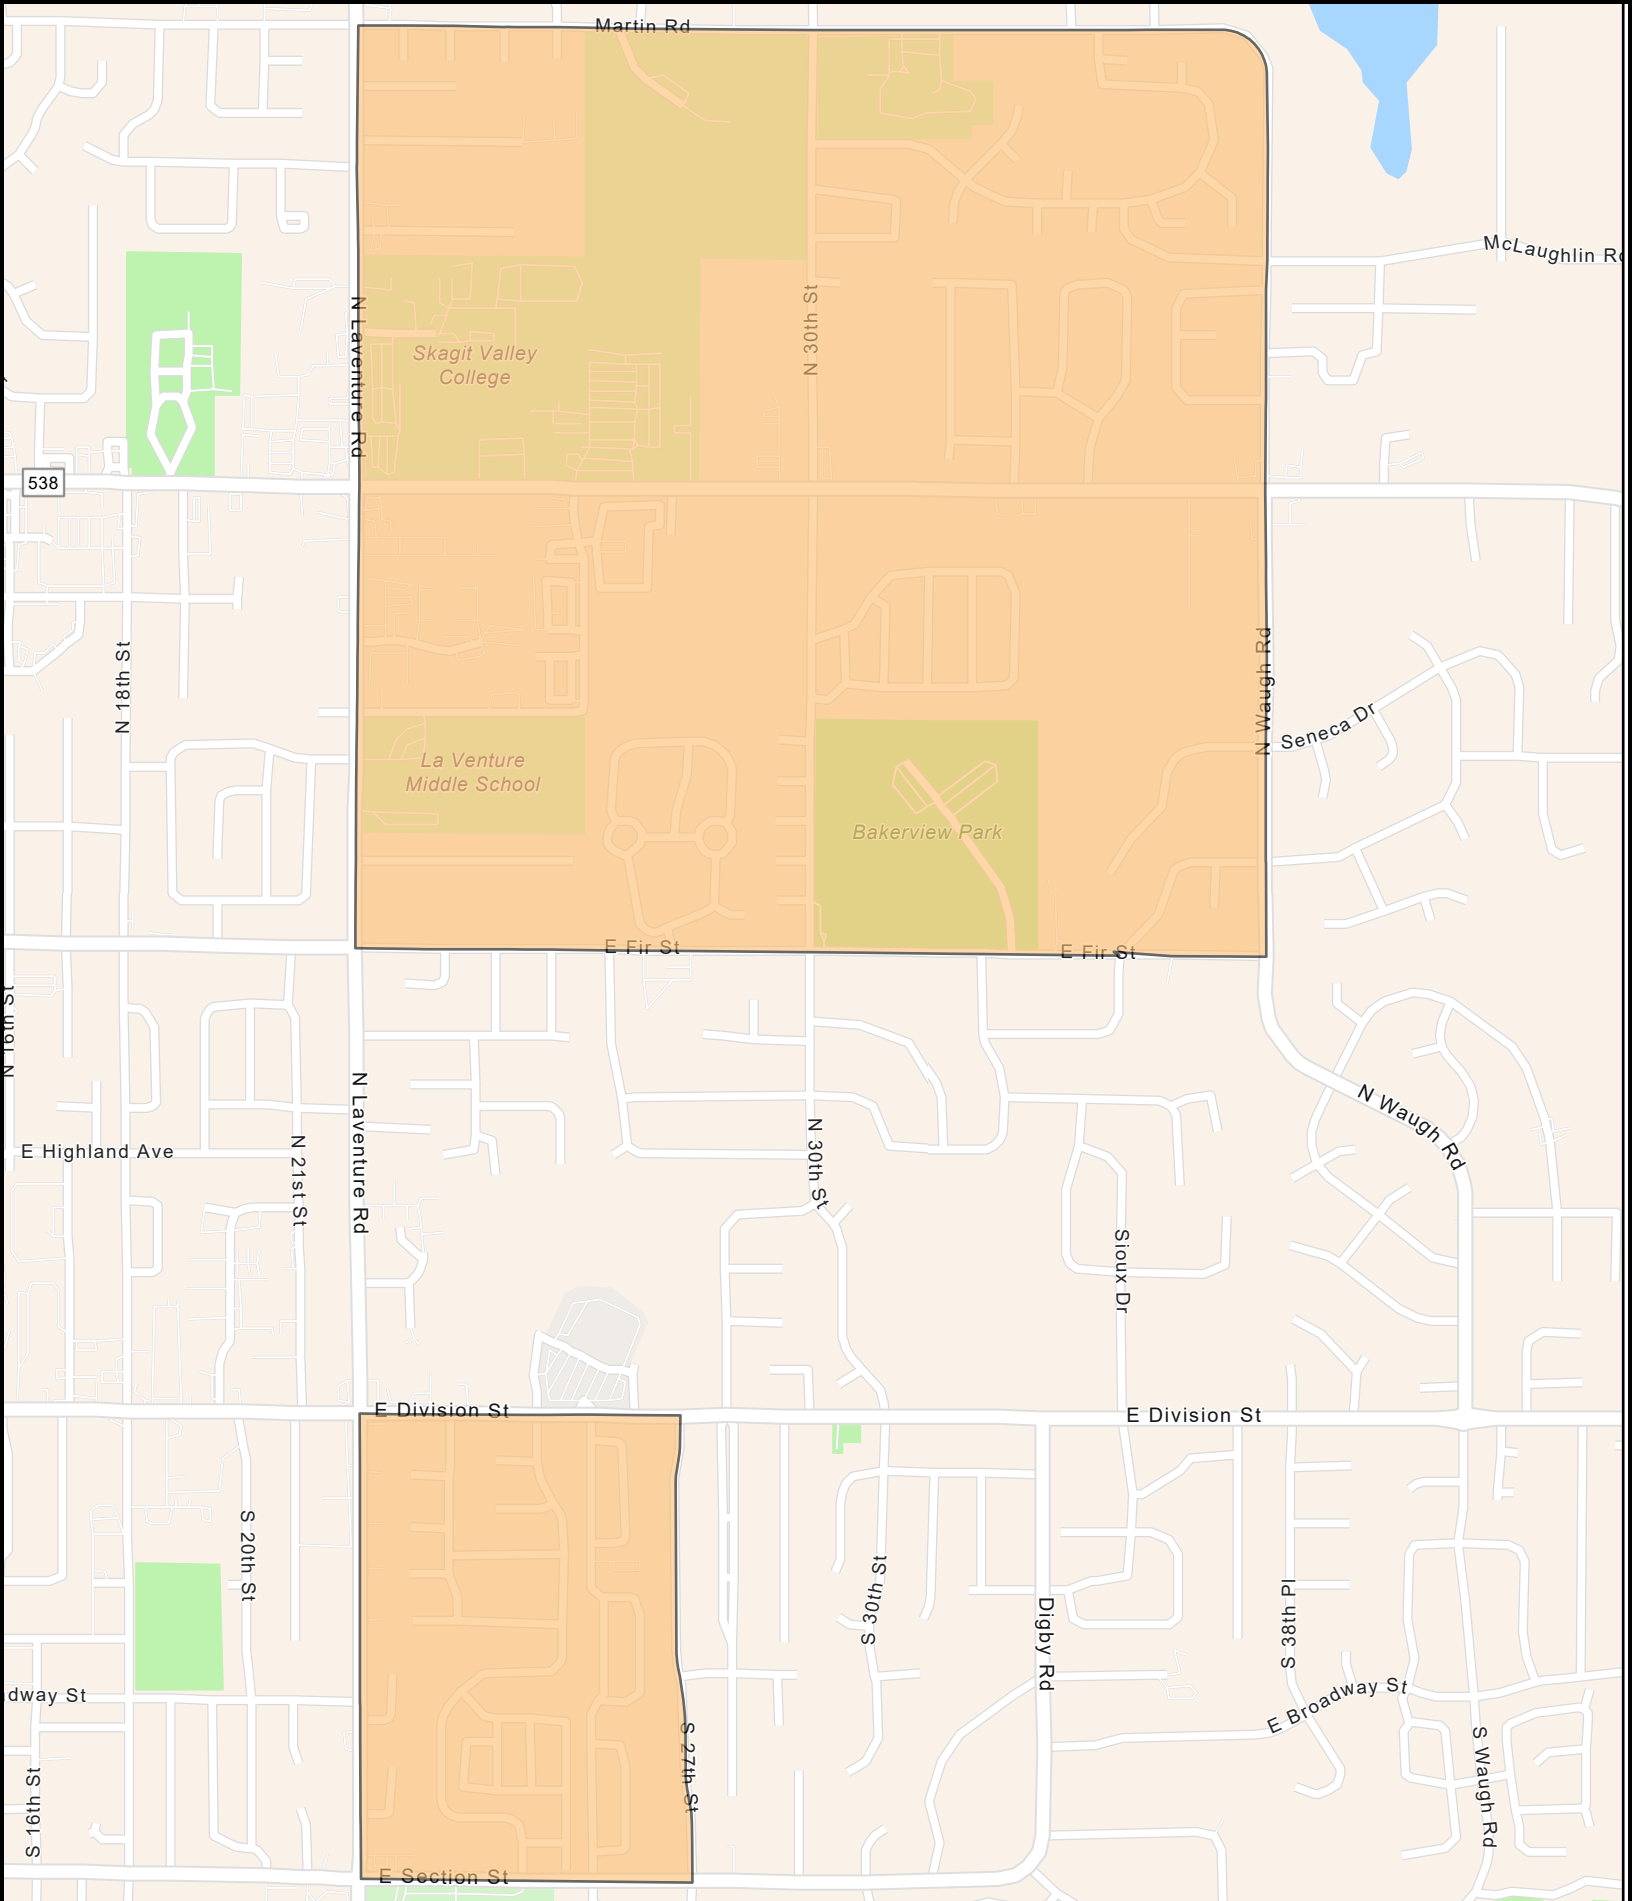 Martin Rd
McLaughlin Rd
N Laventure Rd
N 30th St
Skagit Valley
College
538
N 18th St
N Waugh Rd
Seneca Dr
La Venture
Middle School
Bakerview Park
E Fir St
E Fir St
N Laventure Rd
N Waugh Rd
E Highland Ave
N 21st St
N 30th St
Sioux Dr
E Division St
E Division St
S 20th St
S 30th St
Digby Rd
S 38th Pl
dway St
E Broadway St
S 27th St
S Waugh Rd
S 16th St
E Section St